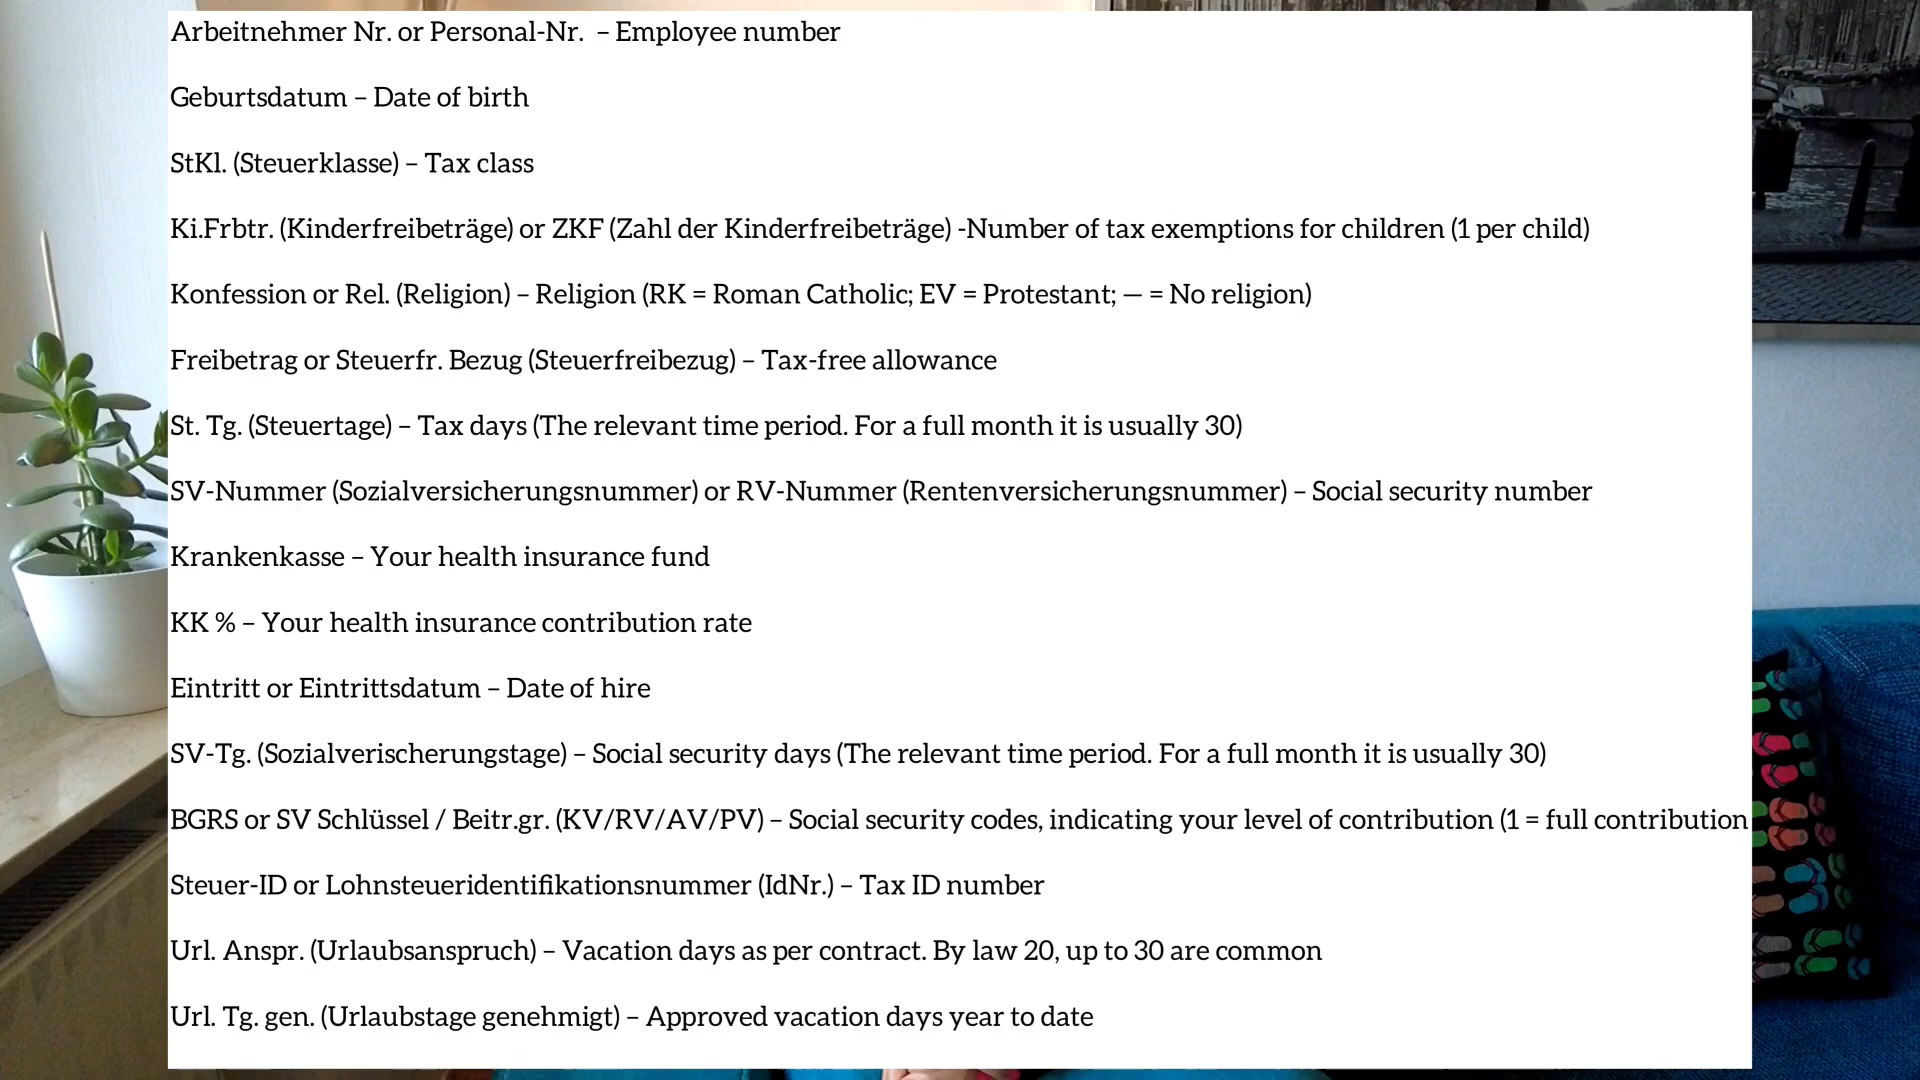 Arbeitnehmer Nr. or Personal-Nr. – Employee number
Geburtsdatum – Date of birth
StKl. (Steuerklasse) – Tax class
Ki.Frbtr. (Kinderfreibeträge) or ZKF (Zahl der Kinderfreibeträge) -Number of tax exemptions for children (1 per child)
Konfession or Rel. (Religion) – Religion (RK = Roman Catholic; EV = Protestant; — = No religion)
Freibetrag or Steuerfr. Bezug (Steuerfreibezug) – Tax-free allowance
St. Tg. (Steuertage) – Tax days (The relevant time period. For a full month it is usually 30)
SV-Nummer (Sozialversicherungsnummer) or RV-Nummer (Rentenversicherungsnummer) – Social security number
Krankenkasse – Your health insurance fund
KK % – Your health insurance contribution rate
Eintritt or Eintrittsdatum – Date of hire
SV-Tg. (Sozialverischerungstage) – Social security days (The relevant time period. For a full month it is usually 30)
BGRS or SV Schlüssel / Beitr.gr. (KV/RV/AV/PV) – Social security codes, indicating your level of contribution (1 = full contribution
Steuer-ID or Lohnsteueridentifikationsnummer (IdNr.) – Tax ID number
Url. Anspr. (Urlaubsanspruch) – Vacation days as per contract. By law 20, up to 30 are common
Url. Tg. gen. (Urlaubstage genehmigt) – Approved vacation days year to date